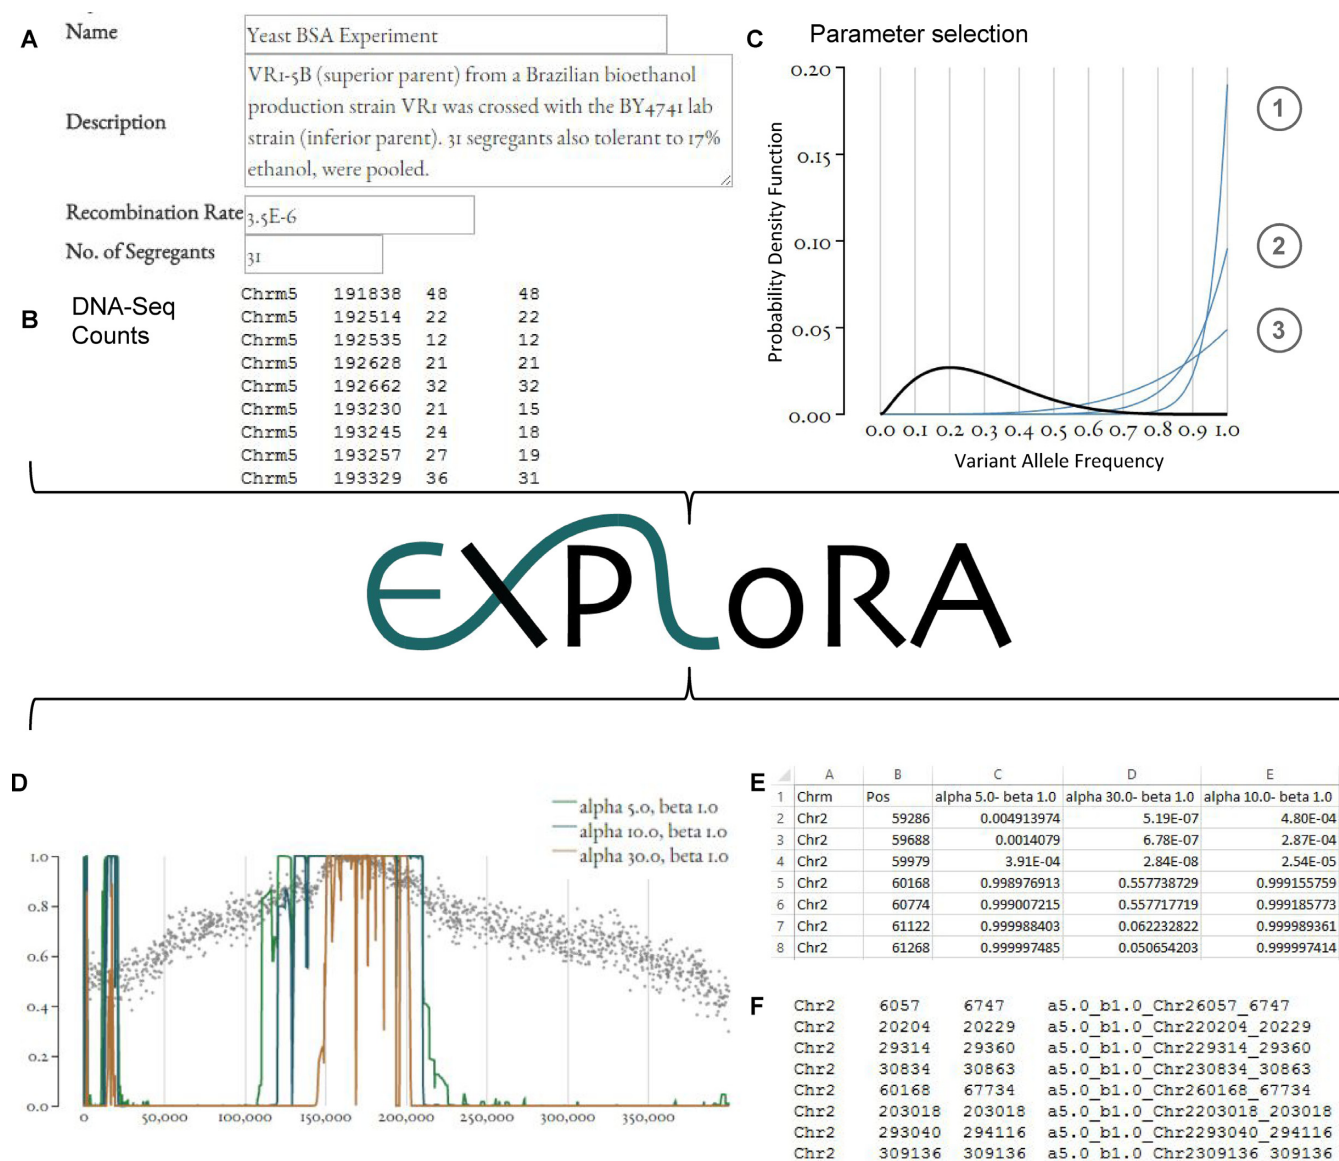 A
Name
Yeast BSA Experiment
Description
VR1-5B (superior parent) from a Brazilian bioethanol
production strain VR1 was crossed with the BY4741 lab
strain (inferior parent). 31 segregants also tolerant to 17%
ethanol, were pooled.
Recombination Rate 3.5E-6
No. of Segregants 31
B
DNA-Seq
Counts
Chrm5 191838 48 48
Chrm5 192514 22 22
Chrm5 192535 12 12
Chrm5 192628 21 21
Chrm5 192662 32 32
Chrm5 193230 21 15
Chrm5 193245 24 18
Chrm5 193257 27 19
Chrm5 193329 36 31
C
Parameter selection
Probability Density Function
0.20
0.15
0.10
0.05
0.00
0.0 0.1 0.2 0.3 0.4 0.5 0.6 0.7 0.8 0.9 1.0
Variant Allele Frequency
1
2
3
EXPLoRA
D
alpha 5.0, beta 1.0
alpha 10.0, beta 1.0
alpha 30.0, beta 1.0
1.0
0.8
0.6
0.4
0.2
0.0
0 50,000 100,000 150,000 200,000 250,000 300,000 350,000
E
A B C D E
1 Chrm Pos alpha 5.0- beta 1.0 alpha 30.0- beta 1.0 alpha 10.0- beta 1.0
2 Chr2 59286 0.004913974 5.19E-07 4.80E-04
3 Chr2 59688 0.0014079 6.78E-07 2.87E-04
4 Chr2 59979 3.91E-04 2.84E-08 2.54E-05
5 Chr2 60168 0.998976913 0.557738729 0.999155759
6 Chr2 60774 0.999007215 0.557717719 0.999185773
7 Chr2 61122 0.999988403 0.062232822 0.999989361
8 Chr2 61268 0.999997485 0.050654203 0.999997414
F
Chr2 6057 6747 a5.0_b1.0_Chr26057_6747
Chr2 20204 20229 a5.0_b1.0_Chr220204_20229
Chr2 29314 29360 a5.0_b1.0_Chr229314_29360
Chr2 30834 30863 a5.0_b1.0_Chr230834_30863
Chr2 60168 67734 a5.0_b1.0_Chr260168_67734
Chr2 203018 203018 a5.0_b1.0_Chr2203018_203018
Chr2 293040 294116 a5.0_b1.0_Chr2293040_294116
Chr2 309136 309136 a5.0_b1.0_Chr2309136_309136